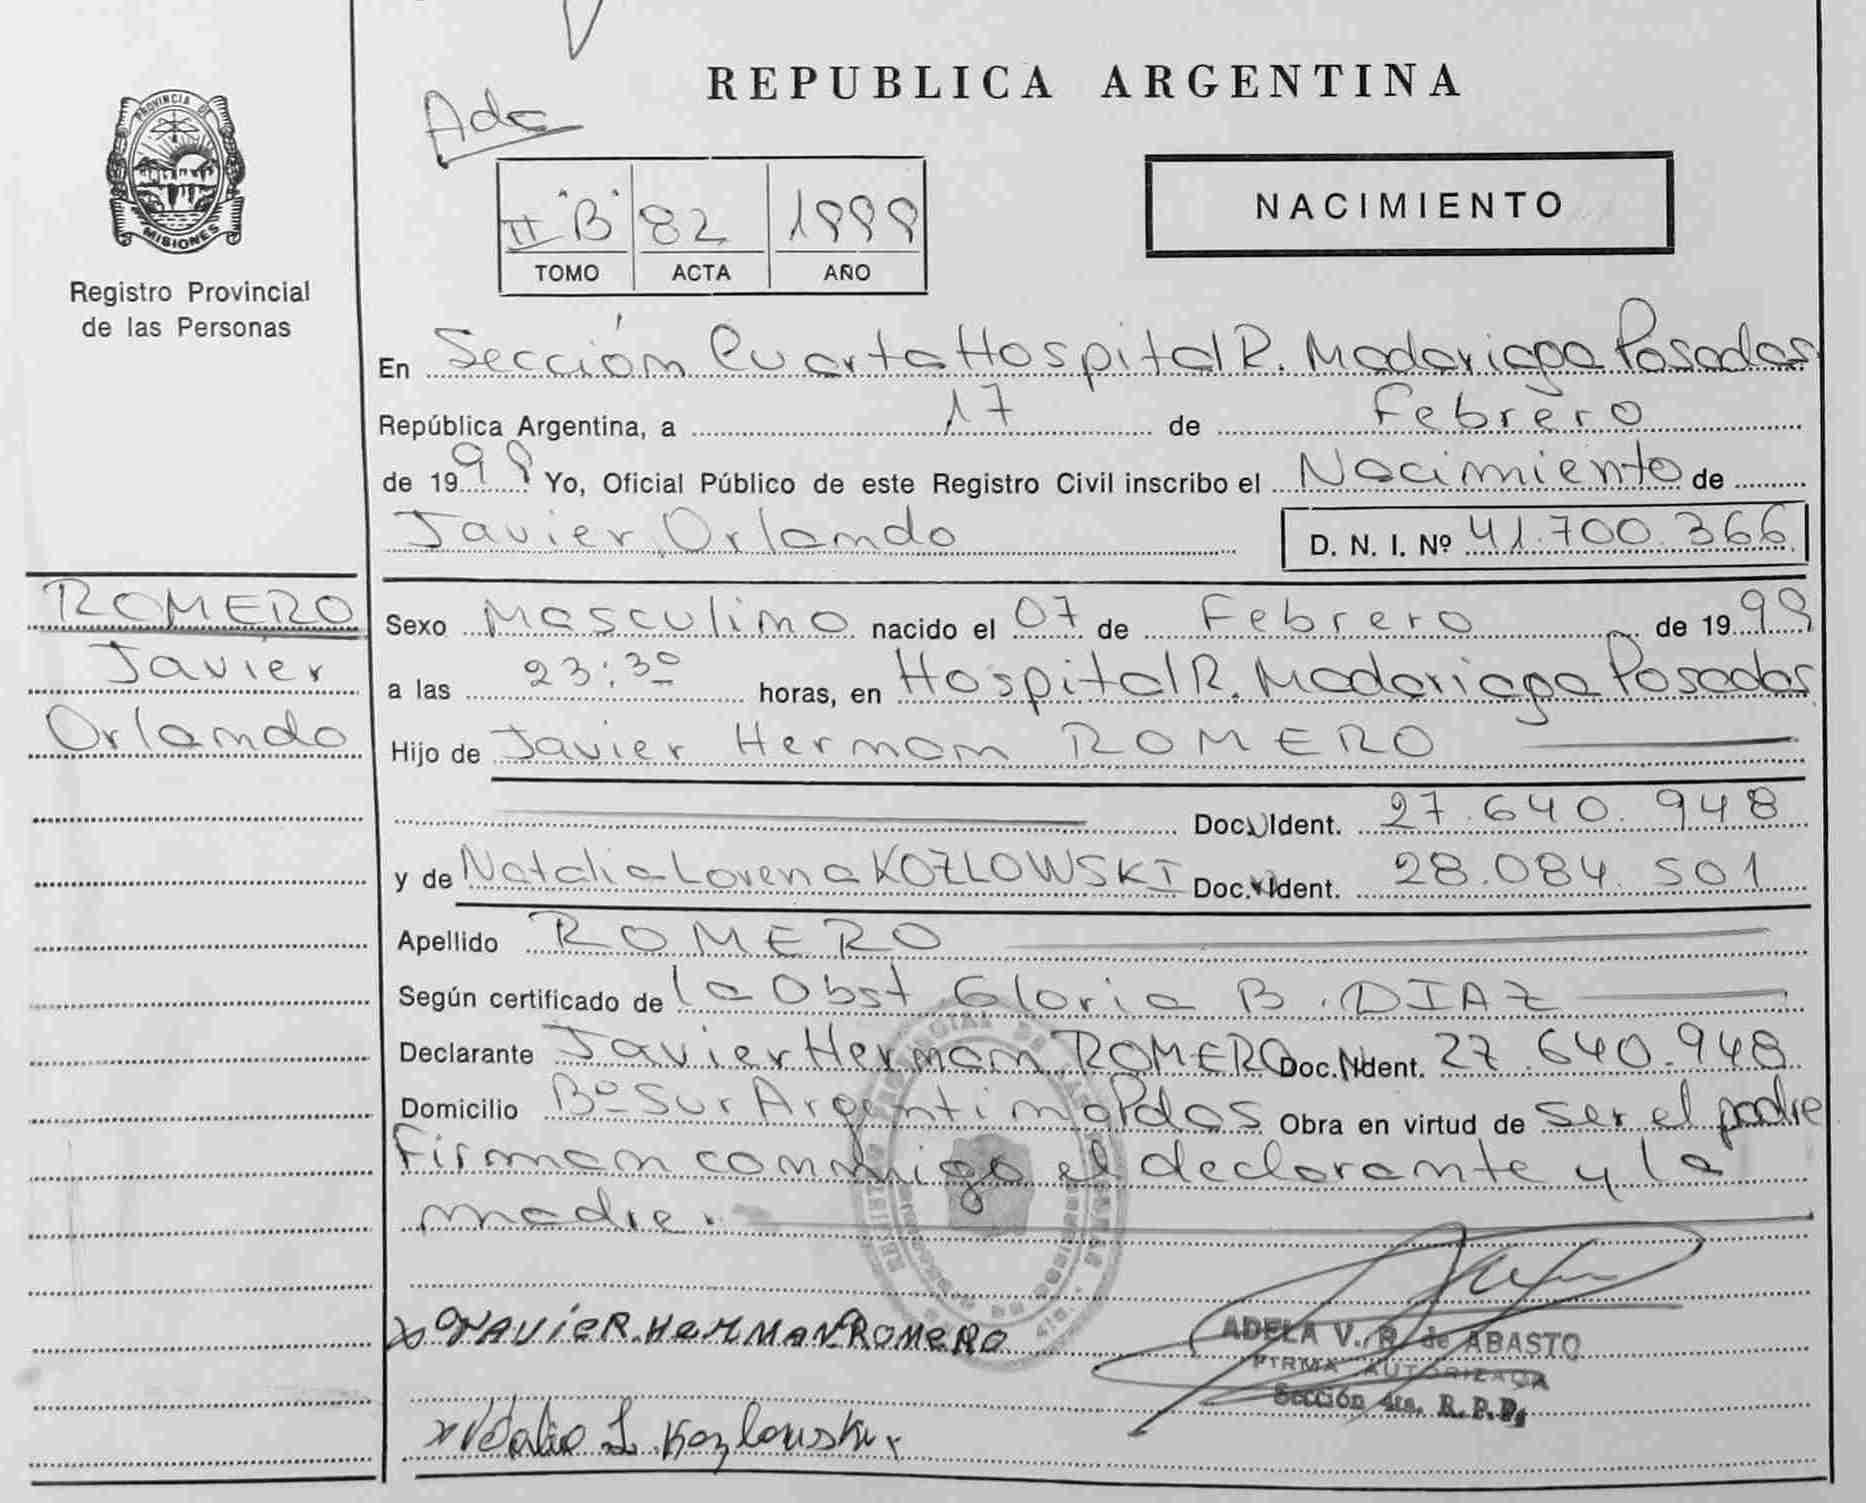 REPUBLICA ARGENTINA
PROVINCIA DE
MISIONES
Registro Provincial
de las Personas
II "B" 82 1999
TOMO ACTA AÑO
NACIMIENTO
En Sección Cuarta Hospital R. Madariaga Posadas
República Argentina, a 17 de Febrero
de 1999 Yo, Oficial Público de este Registro Civil inscribo el Nacimiento de
Javier Orlando D. N. I. Nº 41.700.366
ROMERO
Javier
Orlando
Sexo Masculino nacido el 07 de Febrero de 1999
a las 23:30 horas, en Hospital R. Madariaga Posadas
Hijo de Javier Hernan ROMERO
Doc. Ident. 27.640.948
y de Natalia Lorena KOZLOWSKI Doc. Ident. 28.084.501
Apellido ROMERO
Según certificado de la Obst Gloria B. DIAZ
Declarante Javier Hernan ROMERO Doc. Ident. 27.640.948
Domicilio Bº Sur Argentino Pdas Obra en virtud de ser el padre
Firman conmigo el declarante y la
madre.
JAVIER HERNAN ROMERO
ADELA V. R. de ABASTO
FIRMA AUTORIZADA
Sección 4ta. R. P. P.
Natalia L. Kozlowski